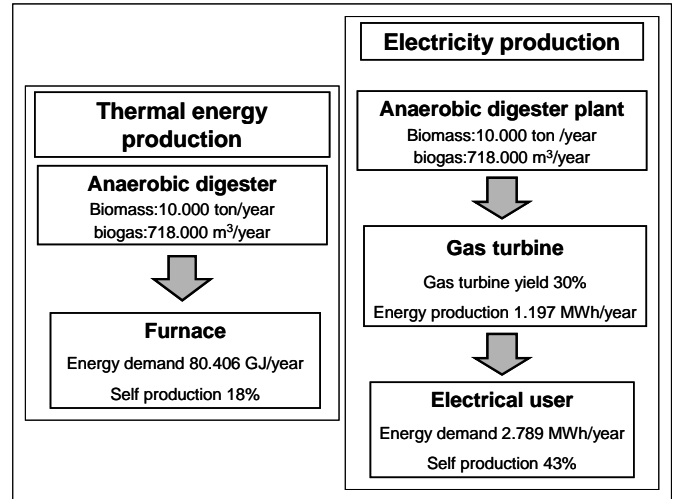 Thermal energy
production
Anaerobic digester
Biomass:10.000 ton/year
biogas:718.000 m³/year
Furnace
Energy demand 80.406 GJ/year
Self production 18%
Electricity production
Anaerobic digester plant
Biomass:10.000 ton /year
biogas:718.000 m³/year
Gas turbine
Gas turbine yield 30%
Energy production 1.197 MWh/year
Electrical user
Energy demand 2.789 MWh/year
Self production 43%